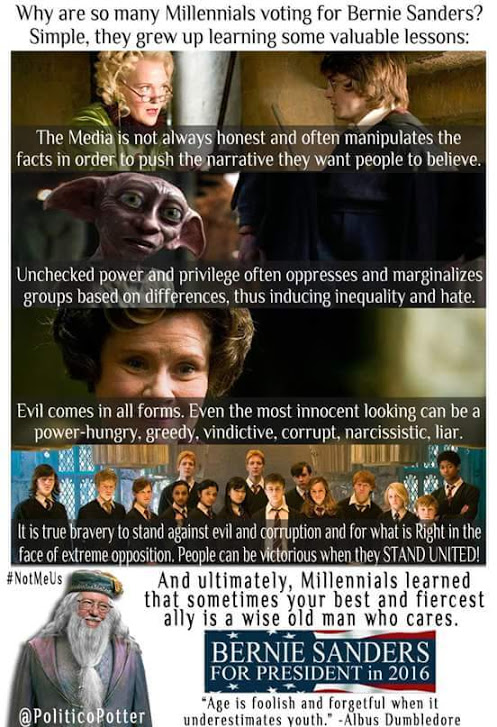 Why are so many Millennials voting for Bernie Sanders?
Simple, they grew up learning some valuable lessons:
The Media is not always honest and often manipulates the
facts in order to push the narrative they want people to believe.
Unchecked power and privilege often oppresses and marginalizes
groups based on differences, thus inducing inequality and hate.
Evil comes in all forms. Even the most innocent looking can be a
power-hungry, greedy, vindictive, corrupt, narcissistic, liar.
It is true bravery to stand against evil and corruption and for what is Right in the
face of extreme opposition. People can be victorious when they STAND UNITED!
#NotMeUs
And ultimately, Millennials learned
that sometimes your best and fiercest
ally is a wise old man who cares.
BERNIE SANDERS
FOR PRESIDENT in 2016
@PoliticoPotter
"Age is foolish and forgetful when it
underestimates youth." -Albus Dumbledore